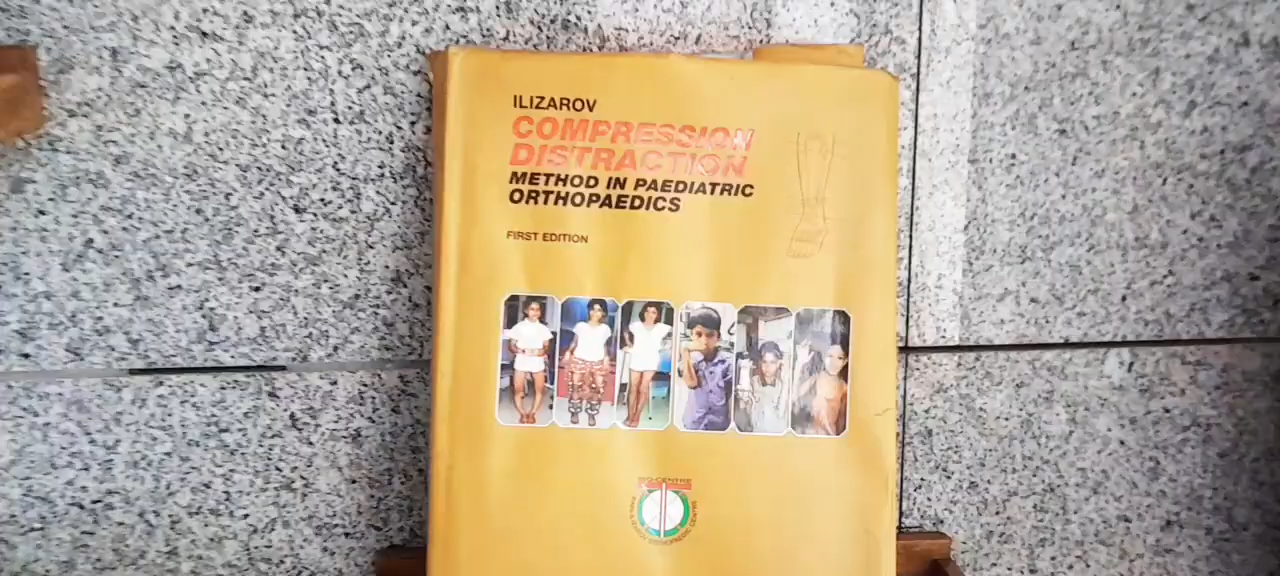 ILIZAROV
COMPRESSION
DISTRACTION
METHOD IN PAEDIATRIC
ORTHOPAEDICS
FIRST EDITION